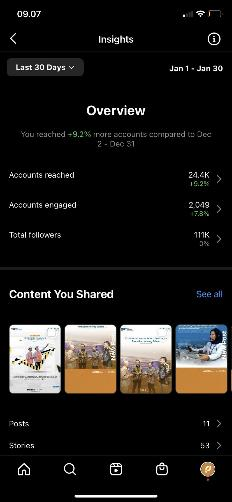 09.07
Insights
Last 30 Days
Jan 1 - Jan 30
Overview
You reached +9.2% more accounts compared to Dec
2 - Dec 31
Accounts reached
24.4K
+9.2%
Accounts engaged
2,049
+7.8%
Total followers
111K
0%
Content You Shared
See all
Posts
11
Stories
53